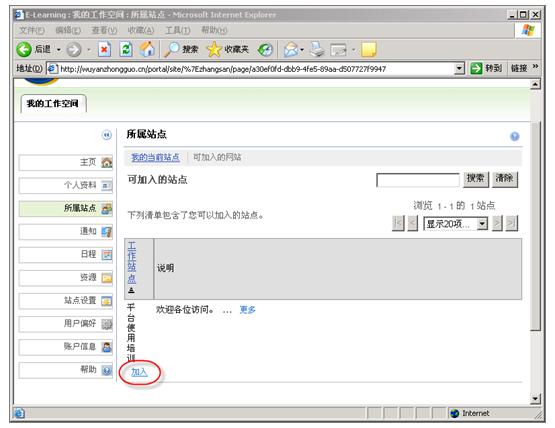 E-Learning : 我的工作空间 : 所属站点 - Microsoft Internet Explorer
文件(F) 编辑(E) 查看(V) 收藏(A) 工具(T) 帮助(H)
后退 搜索 收藏夹
地址(D) http://wuyanzhongguo.cn/portal/site/%7Ezhangsan/page/a30ef0fd-dbb9-4fe5-89aa-d507727f9947 转到 链接 »
我的工作空间
所属站点
主页
个人资料
所属站点
通知
日程
资源
站点设置
用户偏好
账户信息
帮助
我的当前站点 可加入的网站
可加入的站点 搜索 清除
浏览 1-1的 1站点
下列清单包含了您可以加入的站点。
|< < 显示20项... > >|
工作站点 说明
平台使用培训 欢迎各位访问。 ... 更多
加入
Internet